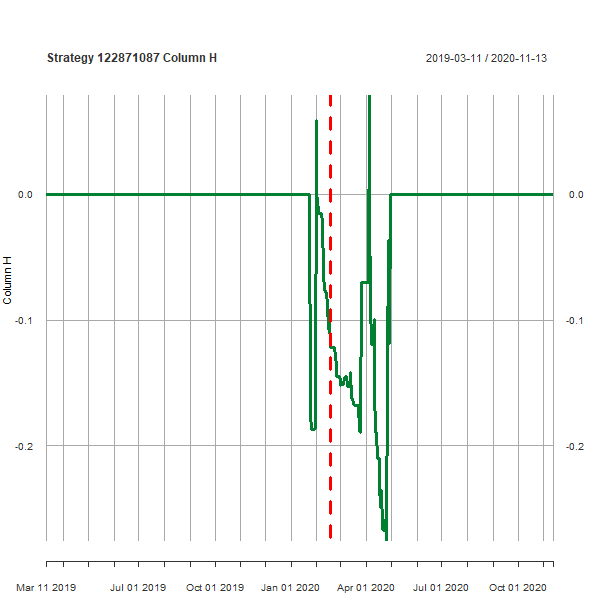 Strategy 122871087 Column H
2019-03-11 / 2020-11-13
0.0
0.0
-0.1
-0.1
-0.2
-0.2
Column H
Mar 11 2019
Jul 01 2019
Oct 01 2019
Jan 01 2020
Apr 01 2020
Jul 01 2020
Oct 01 2020